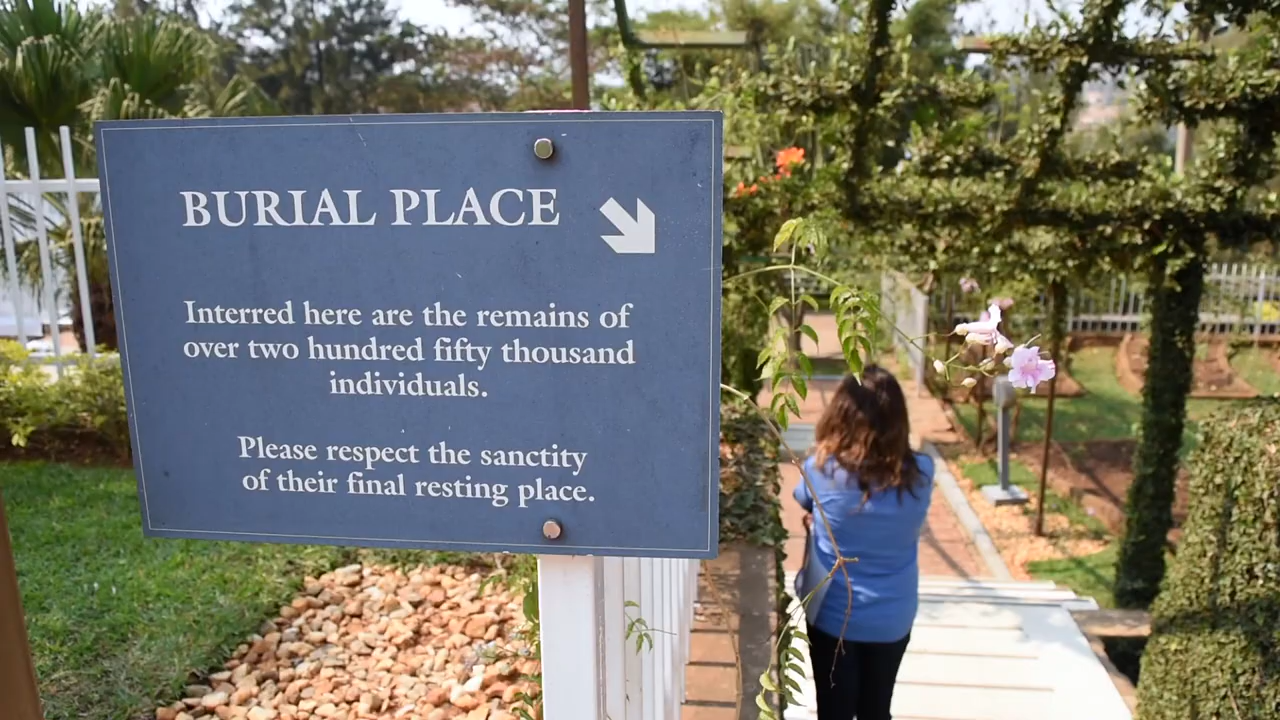 BURIAL PLACE
Interred here are the remains of
over two hundred fifty thousand
individuals.
Please respect the sanctity
of their final resting place.